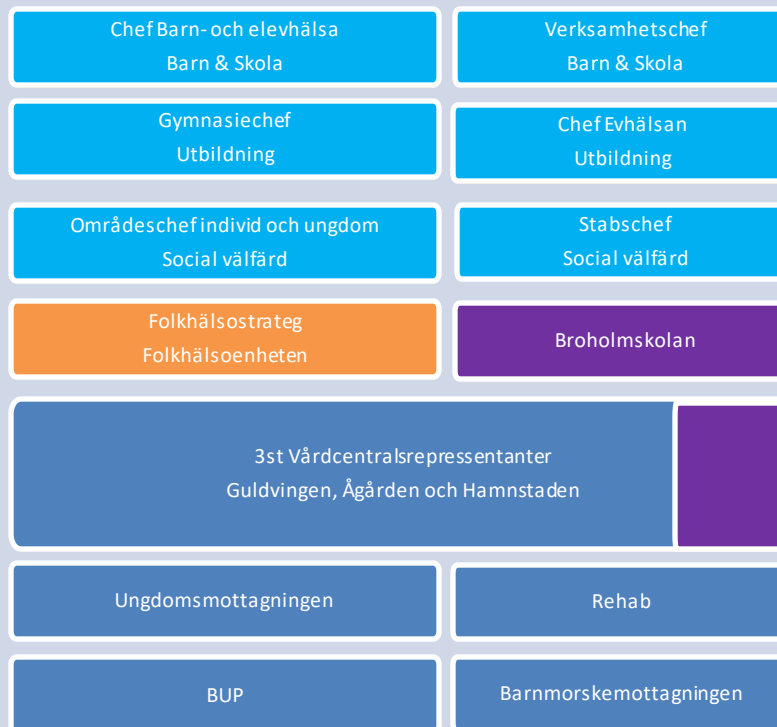 Chef Barn- och elevhälsa
Barn & Skola
Verksamhetschef
Barn & Skola
Gymnasiechef
Utbildning
Chef Evhälsan
Utbildning
Områdeschef individ och ungdom
Social välfärd
Stabschef
Social välfärd
Folkhälsostrateg
Folkhälsoenheten
Broholmskolan
3st Vårdcentralsrepressentanter
Guldvingen, Ågården och Hamnstaden
Ungdomsmottagningen
Rehab
BUP
Barnmorskemottagningen